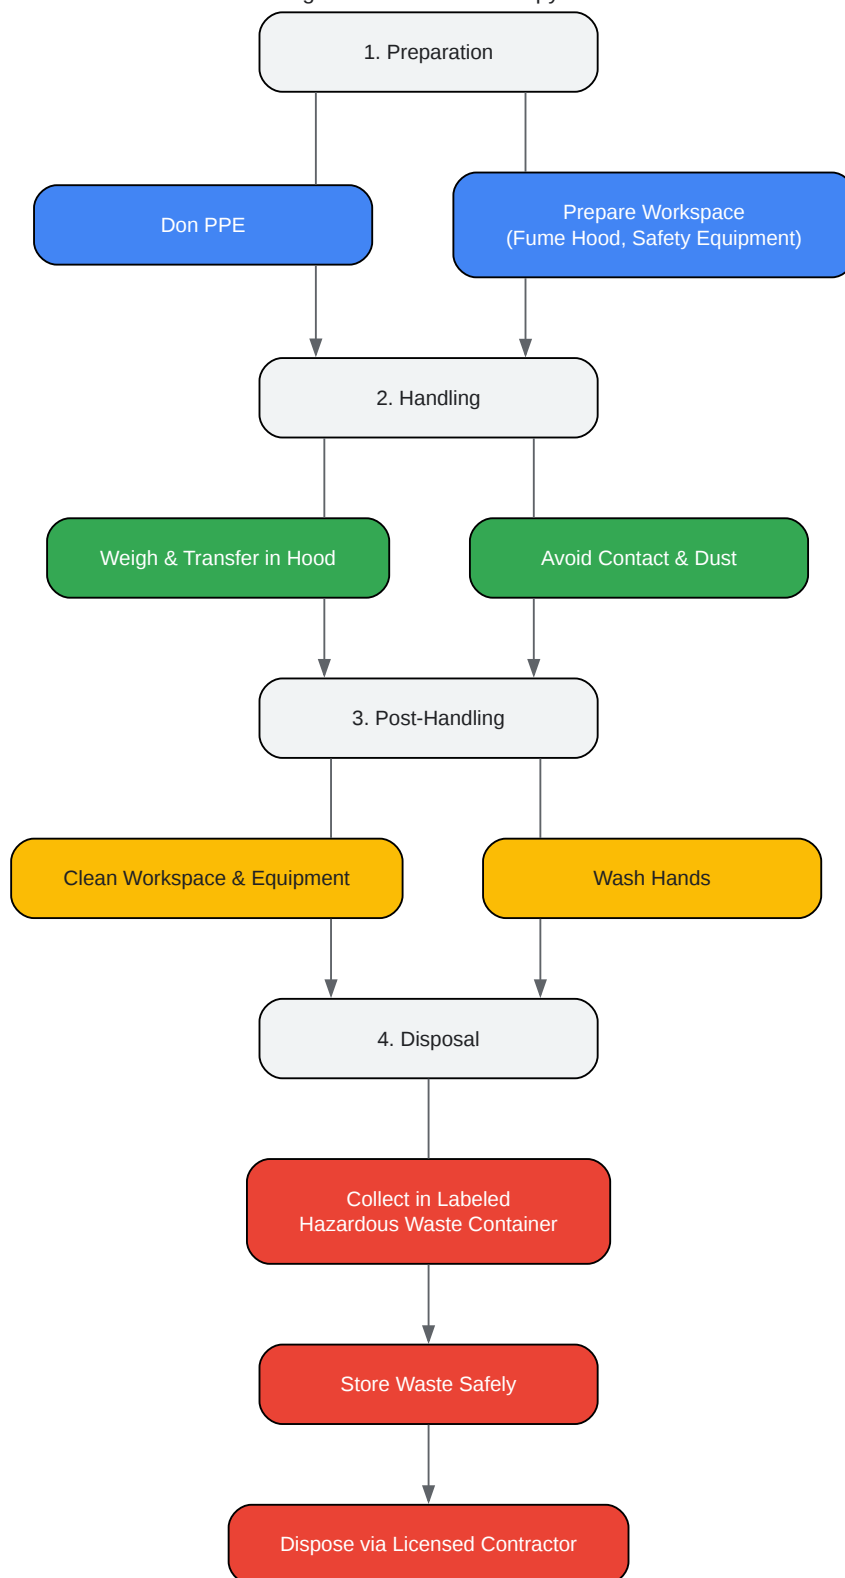 1. Preparation
Don PPE
Prepare Workspace
(Fume Hood, Safety Equipment)
2. Handling
Weigh & Transfer in Hood
Avoid Contact & Dust
3. Post-Handling
Clean Workspace & Equipment
Wash Hands
4. Disposal
Collect in Labeled
Hazardous Waste Container
Store Waste Safely
Dispose via Licensed Contractor